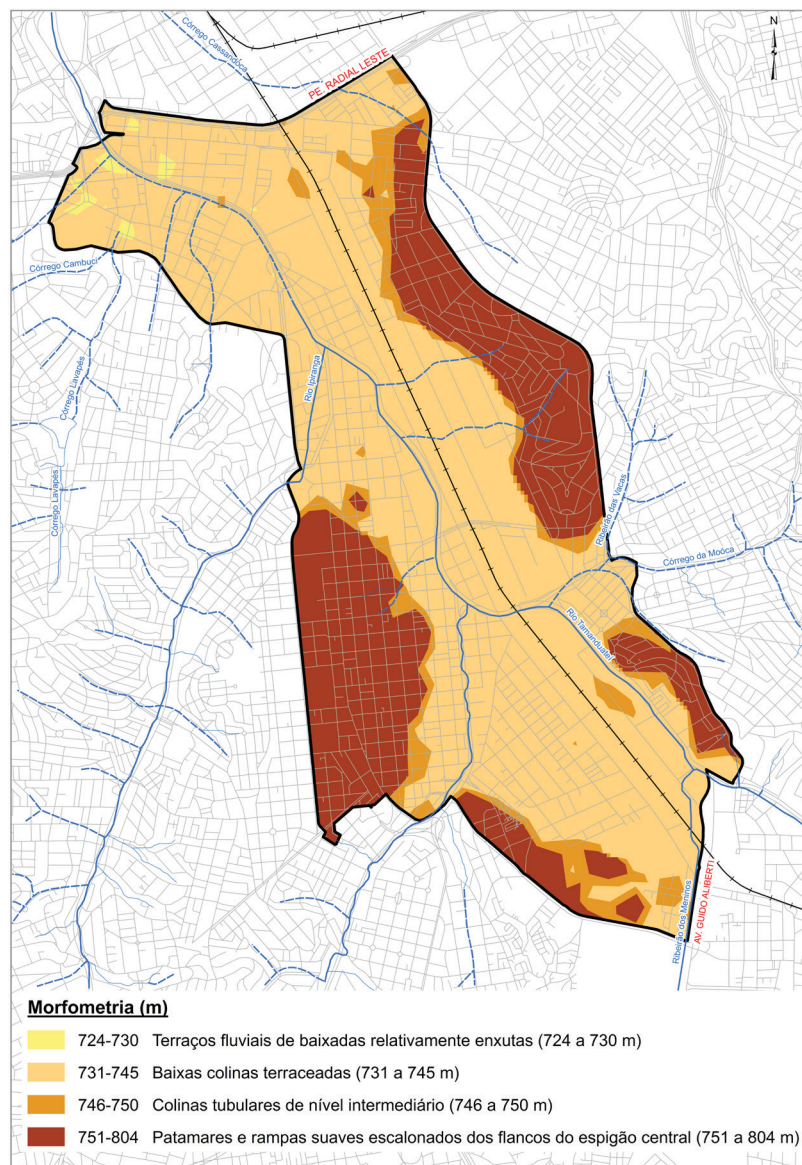 Córrego Cassandoca
N
PE. RADIAL LESTE
Córrego Cambuci
Córrego Lavapés
Rio Ipiranga
Córrego Lavapés
Ribeirão das Vacas
Córrego da Moóca
Rio Tamanduateí
Ribeirão dos Meninos
AV. GUIDO ALIBERTI
Morfometria (m)
724-730 Terraços fluviais de baixadas relativamente enxutas (724 a 730 m)
731-745 Baixas colinas terraceadas (731 a 745 m)
746-750 Colinas tubulares de nível intermediário (746 a 750 m)
751-804 Patamares e rampas suaves escalonados dos flancos do espigão central (751 a 804 m)